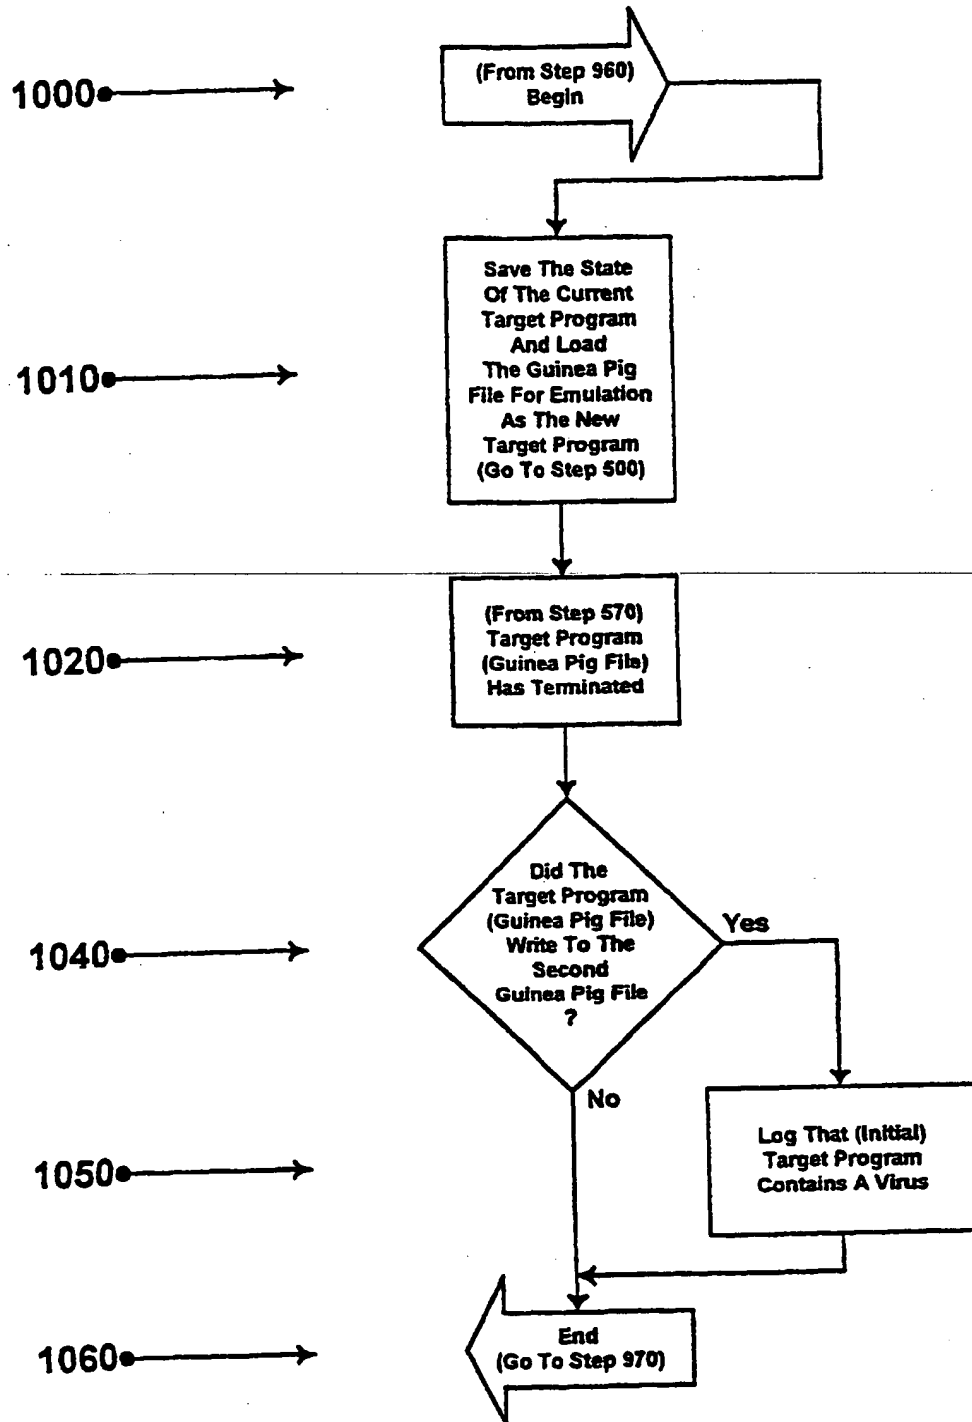 1000
(From Step 960)
Begin
1010
Save The State
Of The Current
Target Program
And Load
The Guinea Pig
File For Emulation
As The New
Target Program
(Go To Step 500)
1020
(From Step 570)
Target Program
(Guinea Pig File)
Has Terminated
1040
Did The
Target Program
(Guinea Pig File)
Write To The
Second
Guinea Pig File
?
Yes
No
1050
Log That (Initial)
Target Program
Contains A Virus
1060
End
(Go To Step 970)